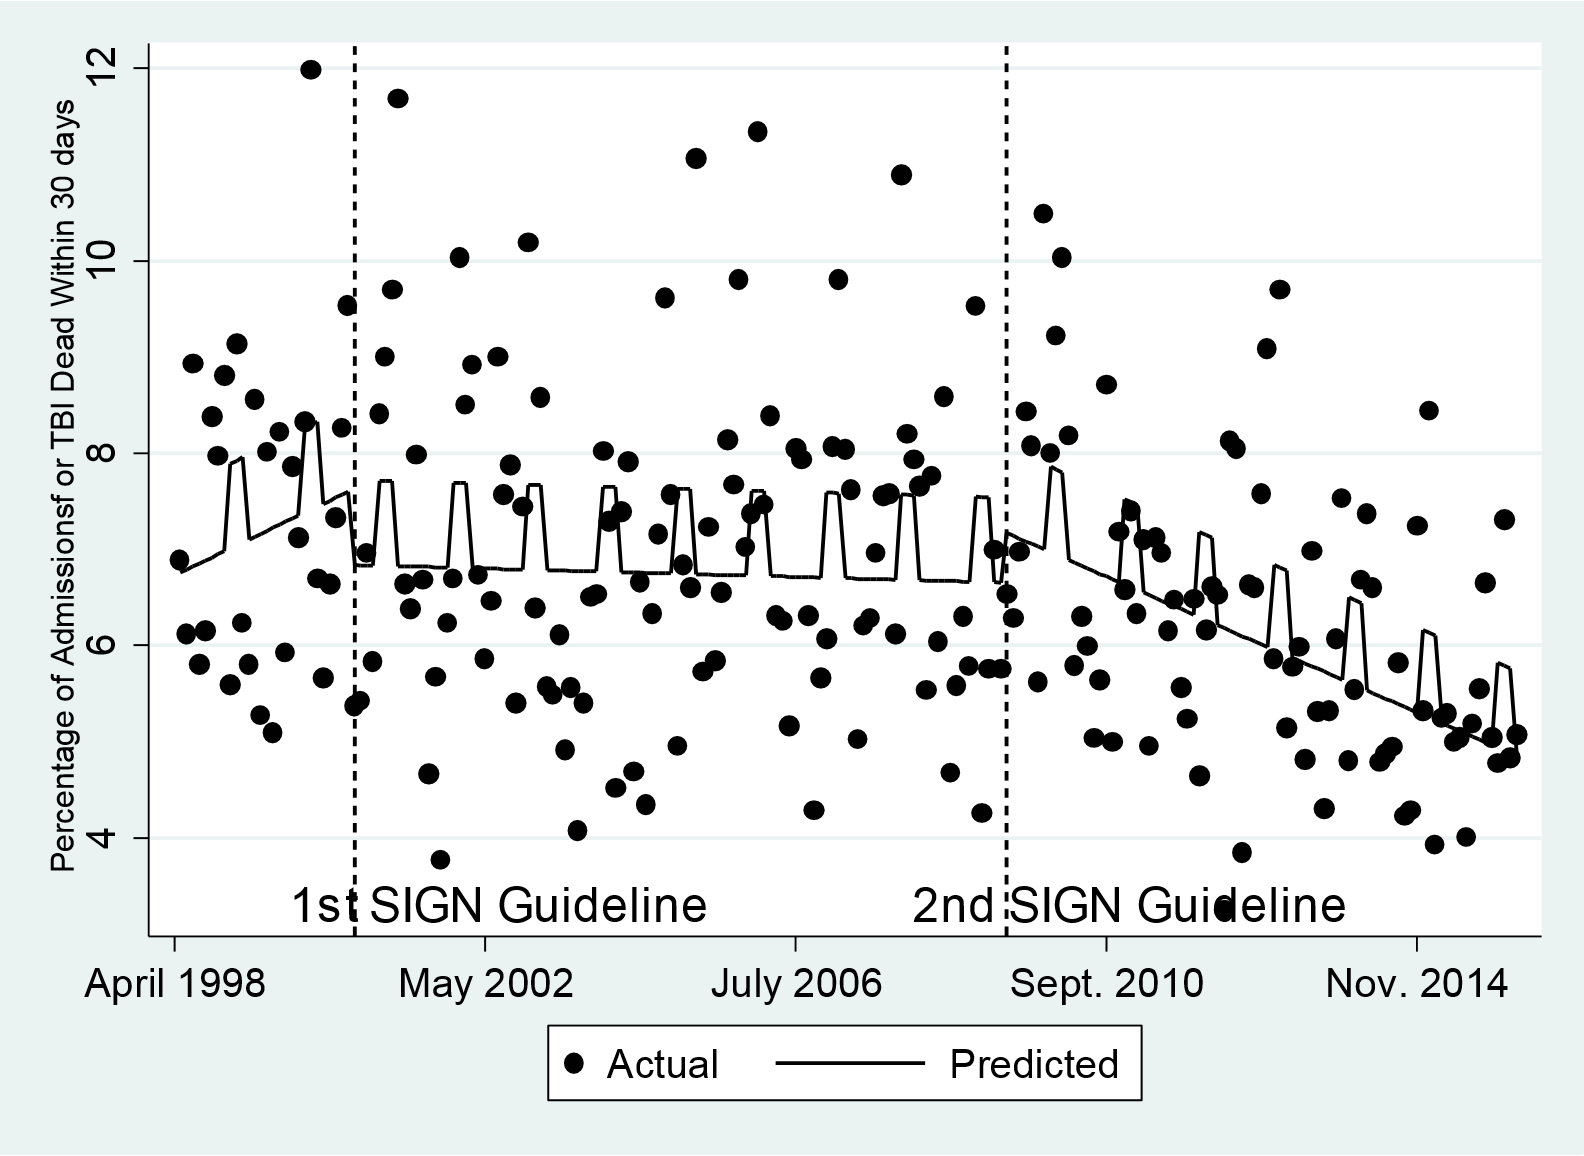 Percentage of Admissionsf or TBI Dead Within 30 days
12
10
8
6
4
1st SIGN Guideline
2nd SIGN Guideline
April 1998
May 2002
July 2006
Sept. 2010
Nov. 2014
Actual
Predicted